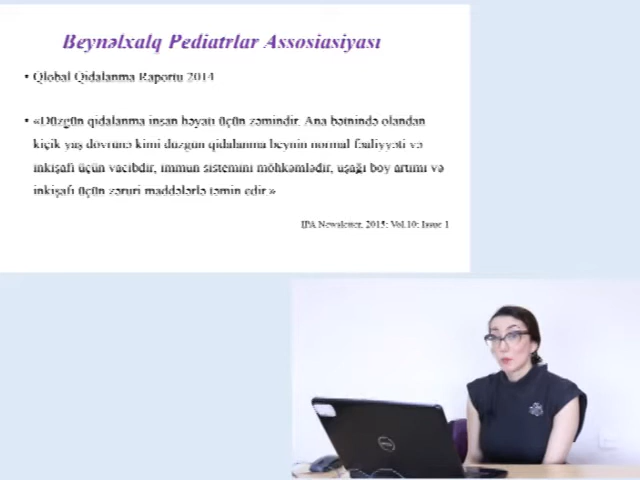 Beynəlxalq Pediatrlar Assosiasiyası
• Qlobal Qidalanma Raportu 2014
• «Düzgün qidalanma insan həyatı üçün zəmindir. Ana bətnində olandan
kiçik yaş dövrünə kimi düzgün qidalanma beynin normal fəaliyyəti və
inkişafı üçün vacibdir, immun sistemini möhkəmlədir, uşağı boy artımı və
inkişafı üçün zəruri maddələrlə təmin edir.»
IPA Newsletter, 2015; Vol.10: Issue 1
DELL